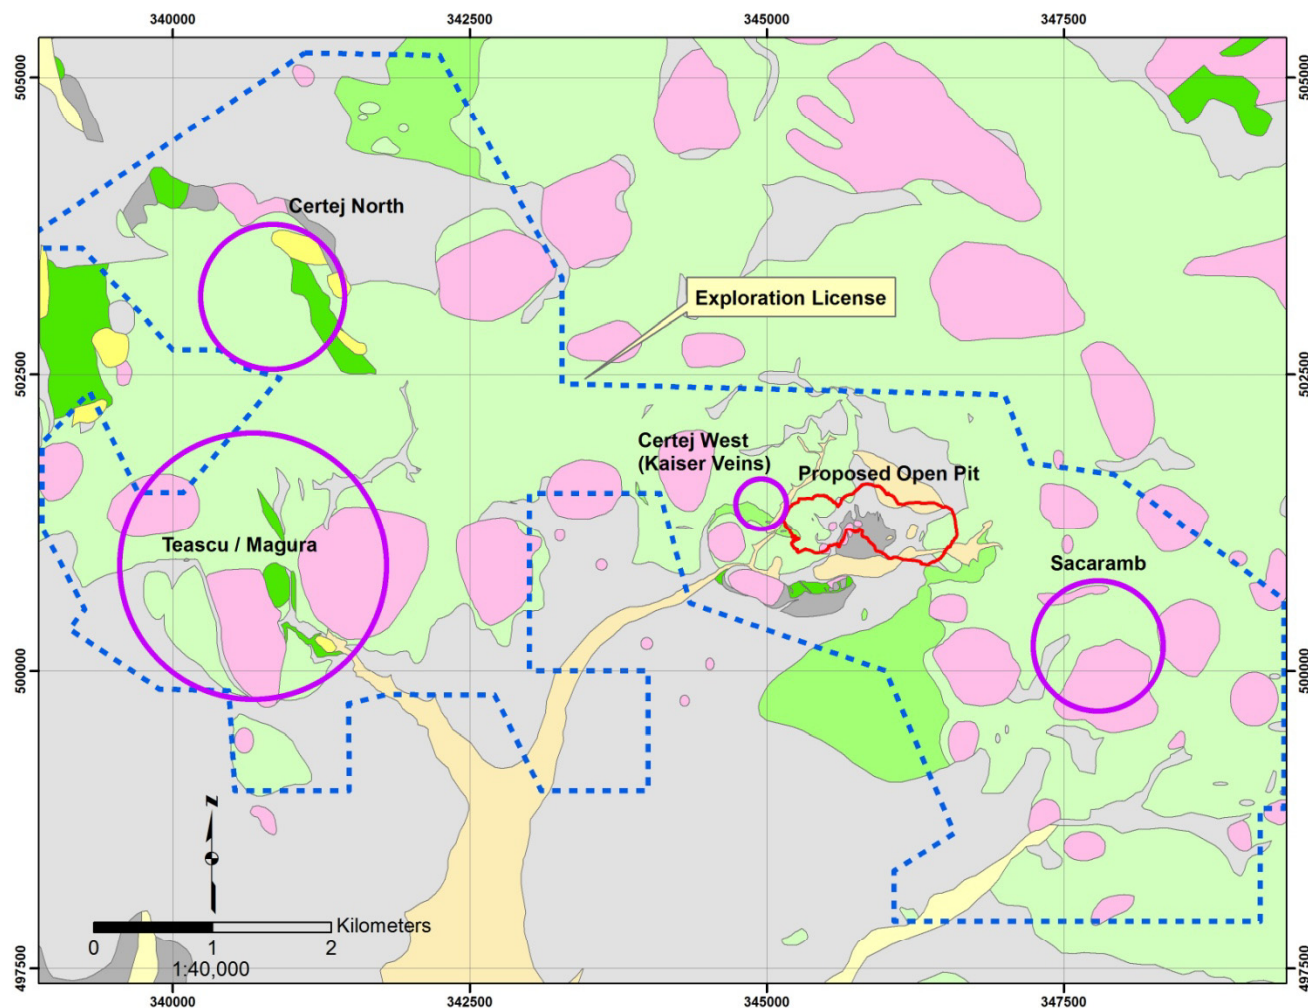 340000
342500
345000
347500
505000
505000
Certej North
Exploration License
502500
502500
Certej West
(Kaiser Veins)
Proposed Open Pit
Teascu / Magura
Sacaramb
500000
500000
N
Kilometers
0
1
2
1:40,000
497500
497500
340000
342500
345000
347500